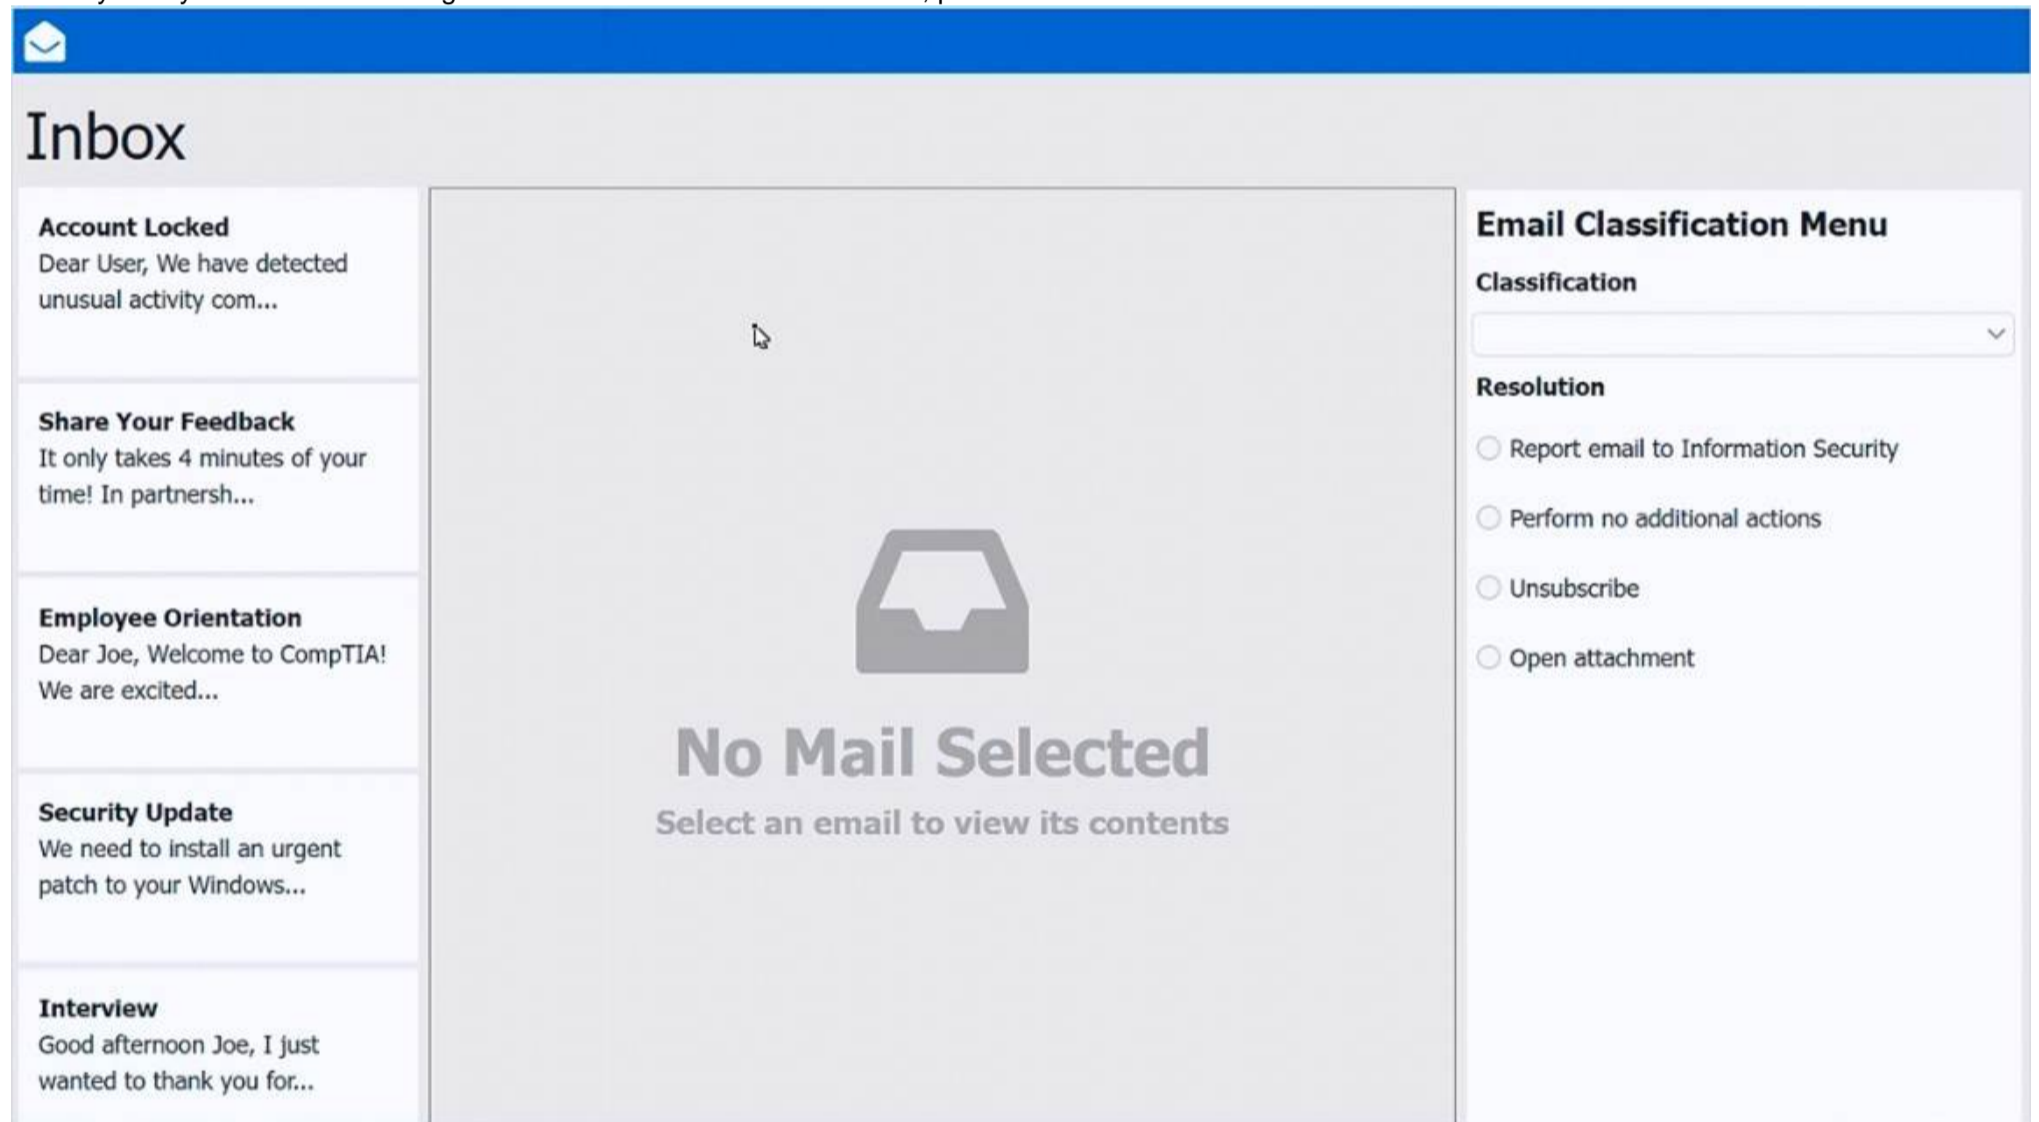 Inbox
Account Locked
Dear User, We have detected
unusual activity com...
Share Your Feedback
It only takes 4 minutes of your
time! In partnersh...
Employee Orientation
Dear Joe, Welcome to CompTIA!
We are excited...
Security Update
We need to install an urgent
patch to your Windows...
Interview
Good afternoon Joe, I just
wanted to thank you for...
No Mail Selected
Select an email to view its contents
Email Classification Menu
Classification
Resolution
Report email to Information Security
Perform no additional actions
Unsubscribe
Open attachment